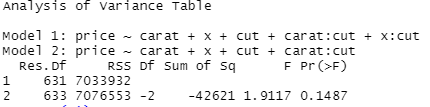 Analysis of Variance Table
Model 1: price ~ carat + x + cut + carat:cut + x:cut
Model 2: price ~ carat + x + cut + carat:cut
Res.Df RSS Df Sum of Sq F Pr(>F)
1 631 7033932
2 633 7076553 -2 -42621 1.9117 0.1487